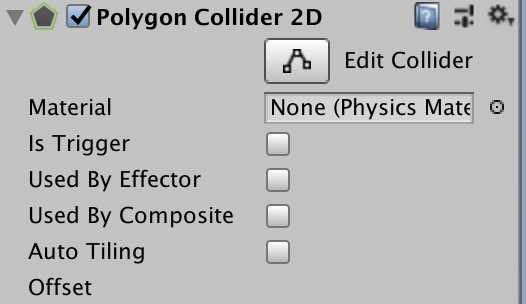 Polygon Collider 2D
Edit Collider
Material None (Physics Mate
Is Trigger
Used By Effector
Used By Composite
Auto Tiling
Offset